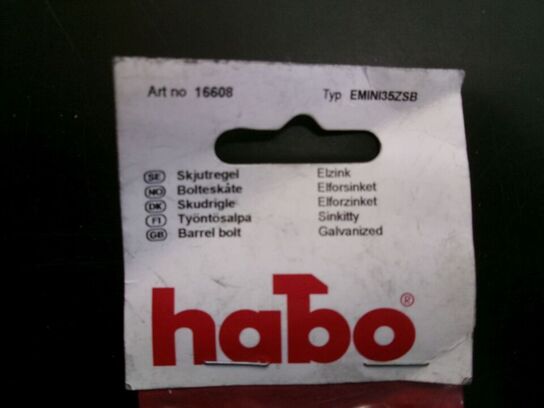 Art no 16608 Typ EMINI35ZSB
SE Skjutregel Elzink
NO Bolteskåte Elforsinket
DK Skudrigle Elforzinket
FI Työntösalpa Sinkitty
GB Barrel bolt Galvanized
habo®